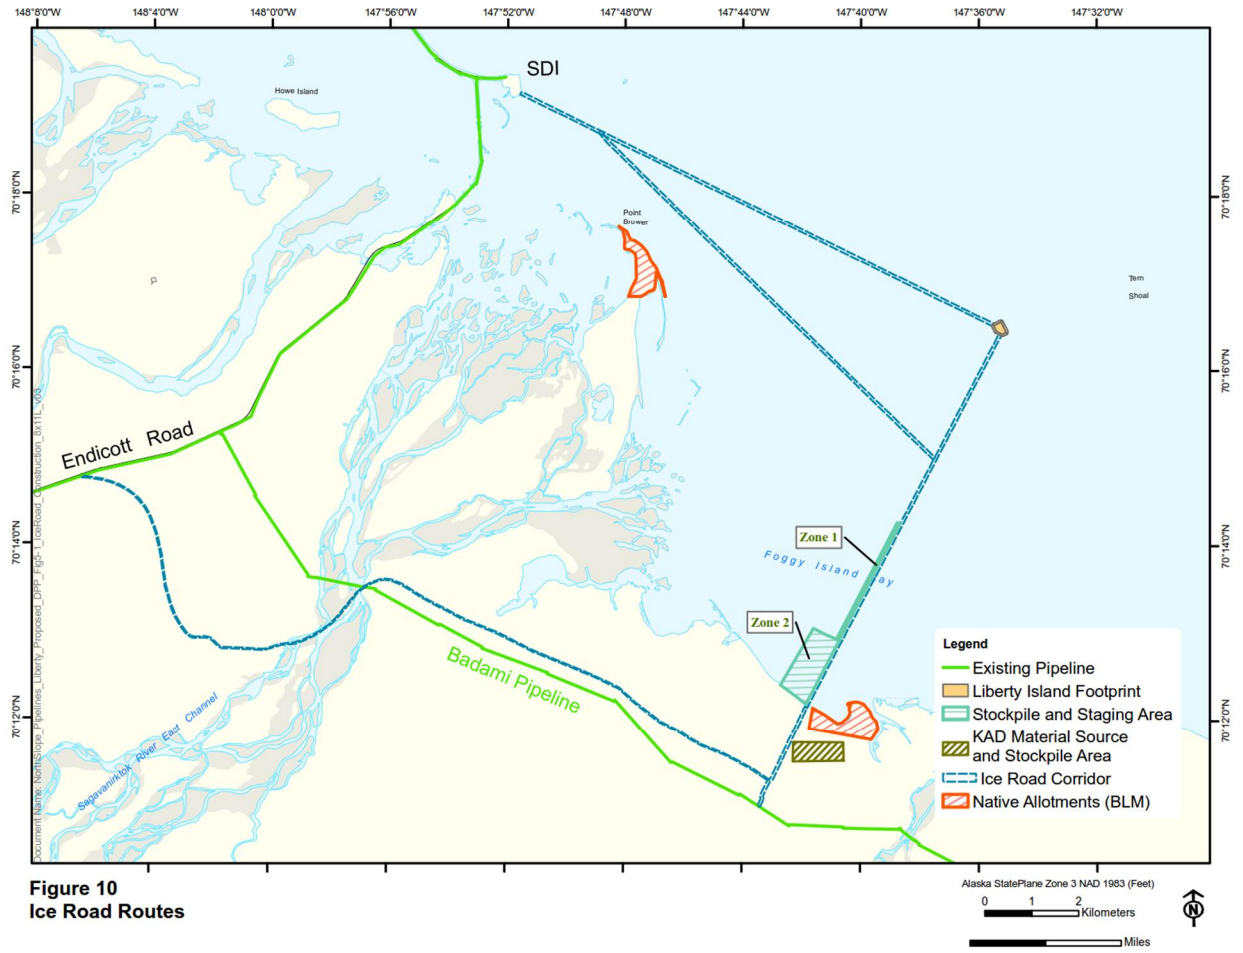 148°8'0"W 148°4'0"W 148°0'0"W 147°56'0"W 147°52'0"W 147°48'0"W 147°44'0"W 147°40'0"W 147°36'0"W 147°32'0"W
SDI
Howe Island
70°18'0"N
70°18'0"N
Point
Brower
Tern
Shoal
70°16'0"N
70°16'0"N
Endicott Road
70°14'0"N
70°14'0"N
Zone 1
Foggy Island Bay
Zone 2
Badami Pipeline
Sagavanirktok River East Channel
70°12'0"N
70°12'0"N
Document Name: NorthSlope_Pipelines_Liberty_Proposed_DPP_Fig5-1_IceRoad_Construction_8x11L_v03
Legend
Existing Pipeline
Liberty Island Footprint
Stockpile and Staging Area
KAD Material Source
and Stockpile Area
Ice Road Corridor
Native Allotments (BLM)
Figure 10
Ice Road Routes
Alaska StatePlane Zone 3 NAD 1983 (Feet)
0 1 2
Kilometers
Miles
N